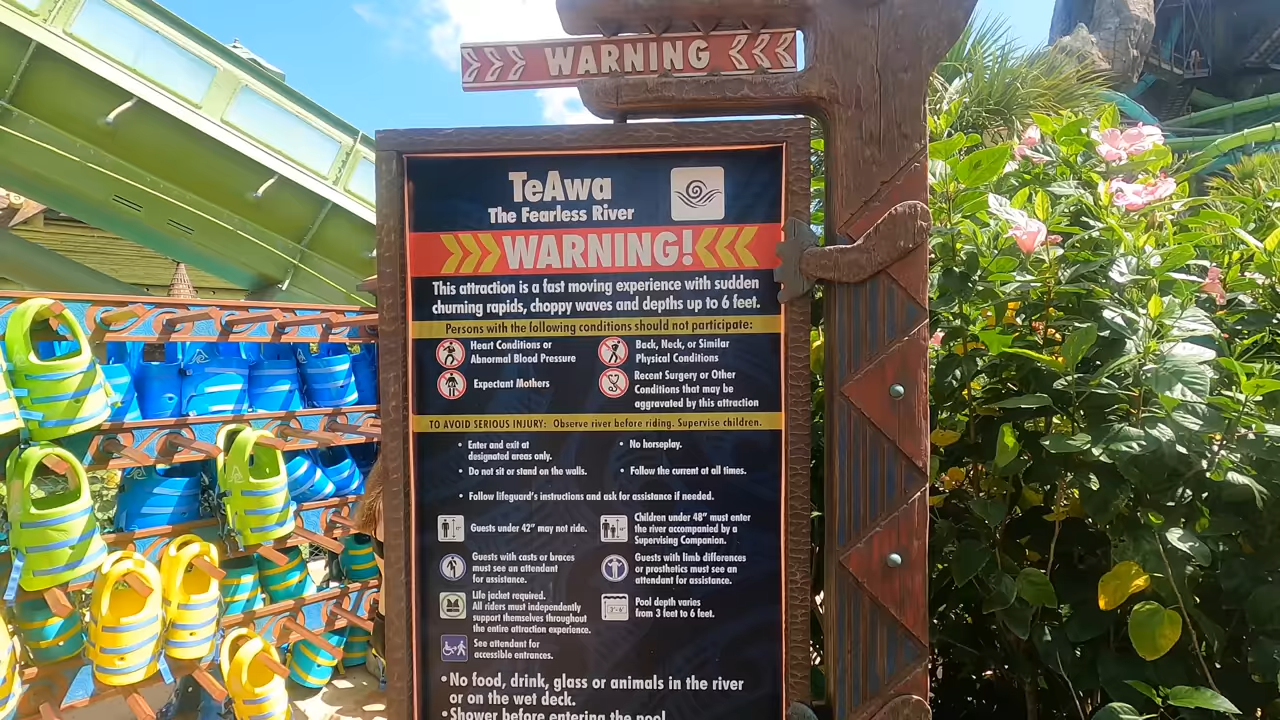 WARNING
TeAwa
The Fearless River
WARNING!
This attraction is a fast moving experience with sudden
churning rapids, choppy waves and depths up to 6 feet.
Persons with the following conditions should not participate:
Heart Conditions or
Abnormal Blood Pressure
Back, Neck, or Similar
Physical Conditions
Expectant Mothers
Recent Surgery or Other
Conditions that may be
aggravated by this attraction
TO AVOID SERIOUS INJURY: Observe river before riding. Supervise children.
• Enter and exit at
designated areas only.
• No horseplay.
• Do not sit or stand on the walls.
• Follow the current at all times.
• Follow lifeguard's instructions and ask for assistance if needed.
Guests under 42" may not ride.
Children under 48" must enter
the river accompanied by a
Supervising Companion.
Guests with casts or braces
must see an attendant
for assistance.
Guests with limb differences
or prosthetics must see an
attendant for assistance.
Life jacket required.
All riders must independently
support themselves throughout
the entire attraction experience.
Pool depth varies
from 3 feet to 6 feet.
See attendant for
accessible entrances.
• No food, drink, glass or animals in the river
or on the wet deck.
• Shower before entering the pool